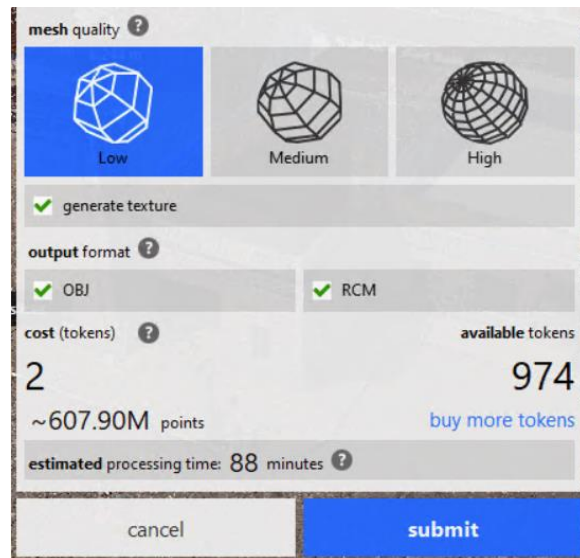 mesh quality ?
Low Medium High
generate texture
output format ?
OBJ RCM
cost (tokens) ? available tokens
2 974
~607.90M points buy more tokens
estimated processing time: 88 minutes ?
cancel submit